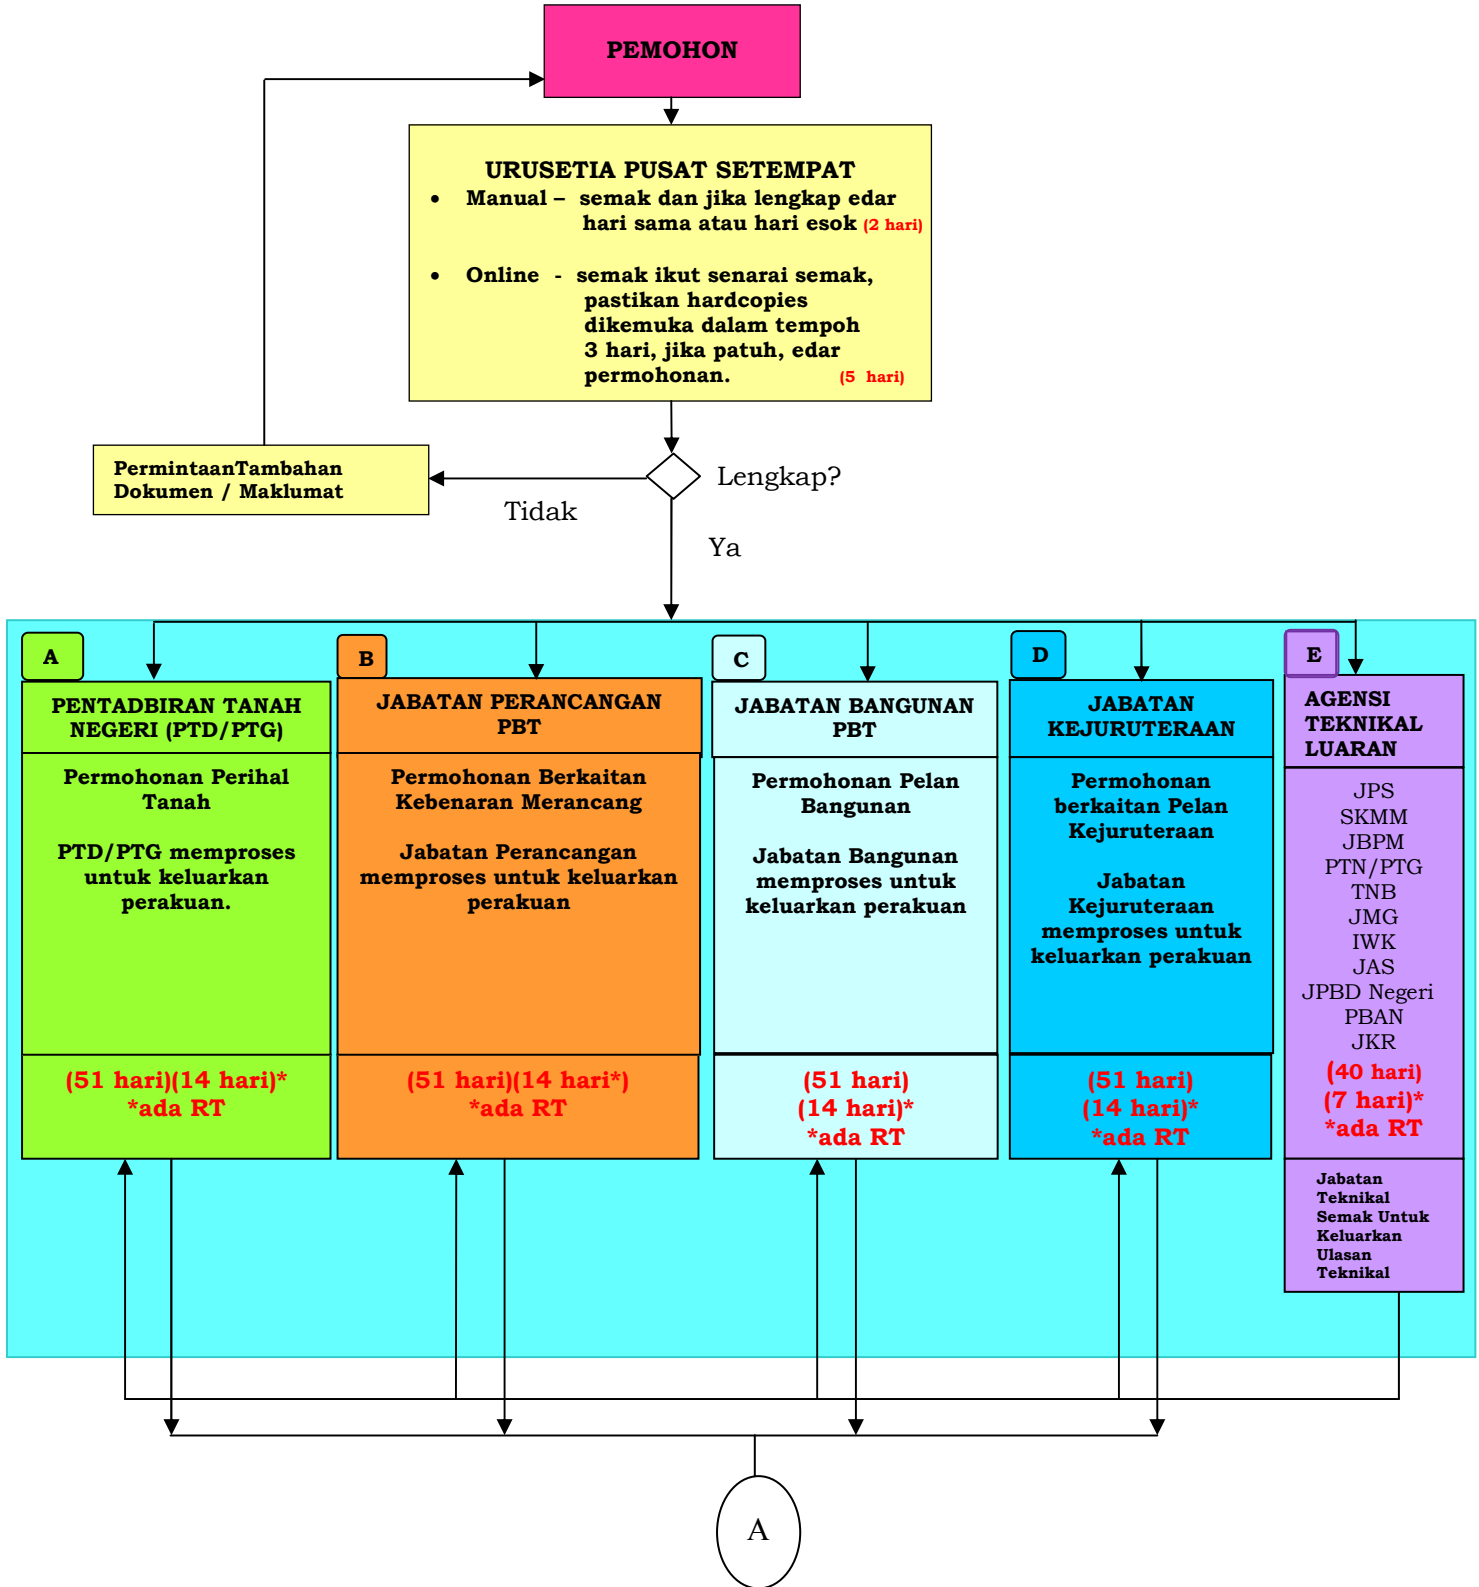 PEMOHON
URUSETIA PUSAT SETEMPAT
• Manual – semak dan jika lengkap edar
hari sama atau hari esok (2 hari)
• Online - semak ikut senarai semak,
pastikan hardcopies
dikemuka dalam tempoh
3 hari, jika patuh, edar
permohonan. (5 hari)
PermintaanTambahan
Dokumen / Maklumat
Lengkap?
Tidak
Ya
A
PENTADBIRAN TANAH
NEGERI (PTD/PTG)
Permohonan Perihal
Tanah
PTD/PTG memproses
untuk keluarkan
perakuan.
(51 hari)(14 hari)*
*ada RT
B
JABATAN PERANCANGAN
PBT
Permohonan Berkaitan
Kebenaran Merancang
Jabatan Perancangan
memproses untuk keluarkan
perakuan
(51 hari)(14 hari*)
*ada RT
C
JABATAN BANGUNAN
PBT
Permohonan Pelan
Bangunan
Jabatan Bangunan
memproses untuk
keluarkan perakuan
(51 hari)
(14 hari)*
*ada RT
D
JABATAN
KEJURUTERAAN
Permohonan
berkaitan Pelan
Kejuruteraan
Jabatan
Kejuruteraan
memproses untuk
keluarkan perakuan
(51 hari)
(14 hari)*
*ada RT
E
AGENSI
TEKNIKAL
LUARAN
JPS
SKMM
JBPM
PTN/PTG
TNB
JMG
IWK
JAS
JPBD Negeri
PBAN
JKR
(40 hari)
(7 hari)*
*ada RT
Jabatan
Teknikal
Semak Untuk
Keluarkan
Ulasan
Teknikal
A